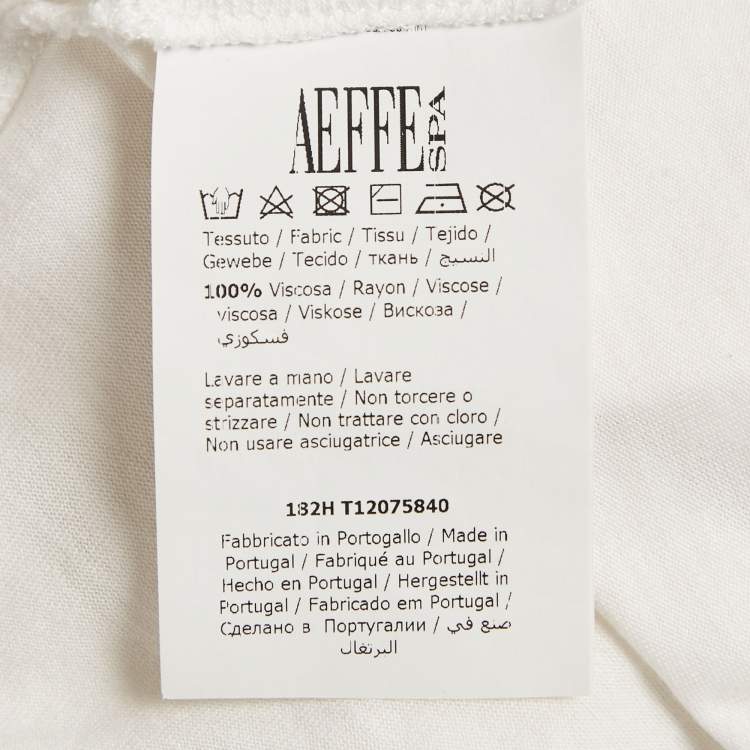 AEFFE SPA
Tessuto / Fabric / Tissu / Tejido /
Gewebe / Tecido / ткань / النسيج
100% Viscosa / Rayon / Viscose /
viscosa / Viskose / Вискоза /
فسكوزي
Lavare a mano / Lavare
separatamente / Non torcere o
strizzare / Non trattare con cloro /
Non usare asciugatrice / Asciugare
182H T12075840
Fabbricato in Portogallo / Made in
Portugal / Fabriqué au Portugal /
Hecho en Portugal / Hergestellt in
Portugal / Fabricado em Portugal /
Сделано в Португалии / صنع في
البرتغال